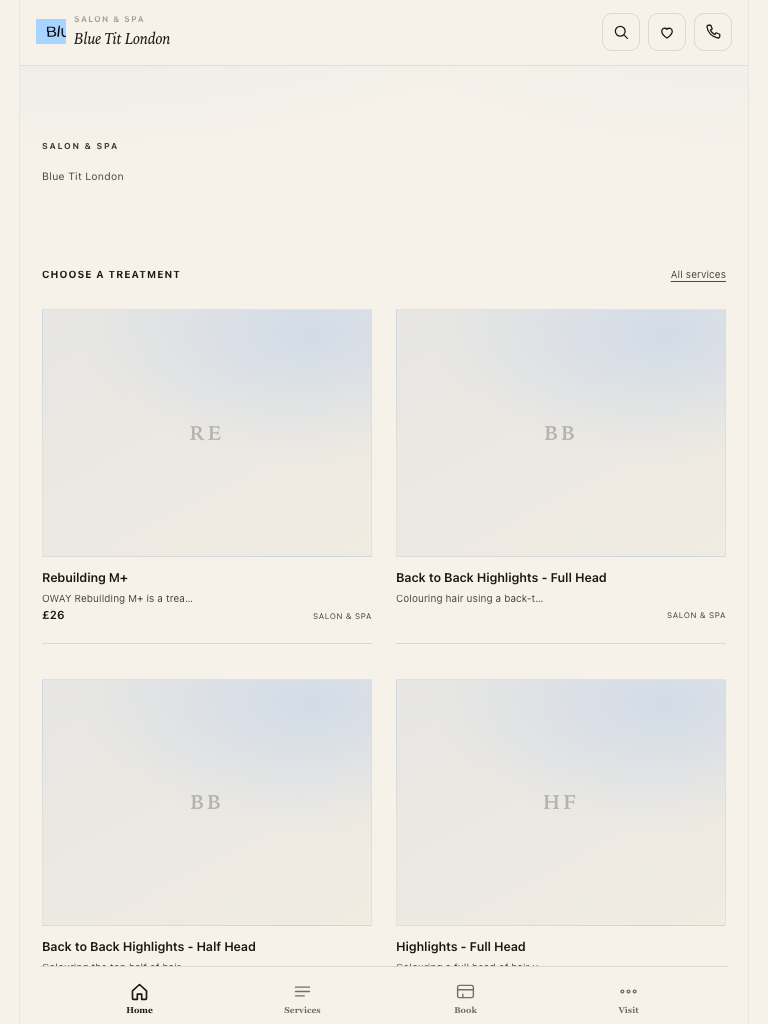 SALON & SPA
Blue Tit London
SALON & SPA
Blue Tit London
CHOOSE A TREATMENT
All services
RE
BB
Rebuilding M+
OWAY Rebuilding M+ is a trea...
£26
SALON & SPA
Back to Back Highlights - Full Head
Colouring hair using a back-t...
SALON & SPA
BB
HF
Back to Back Highlights - Half Head
Highlights - Full Head
Home
Services
Book
Visit